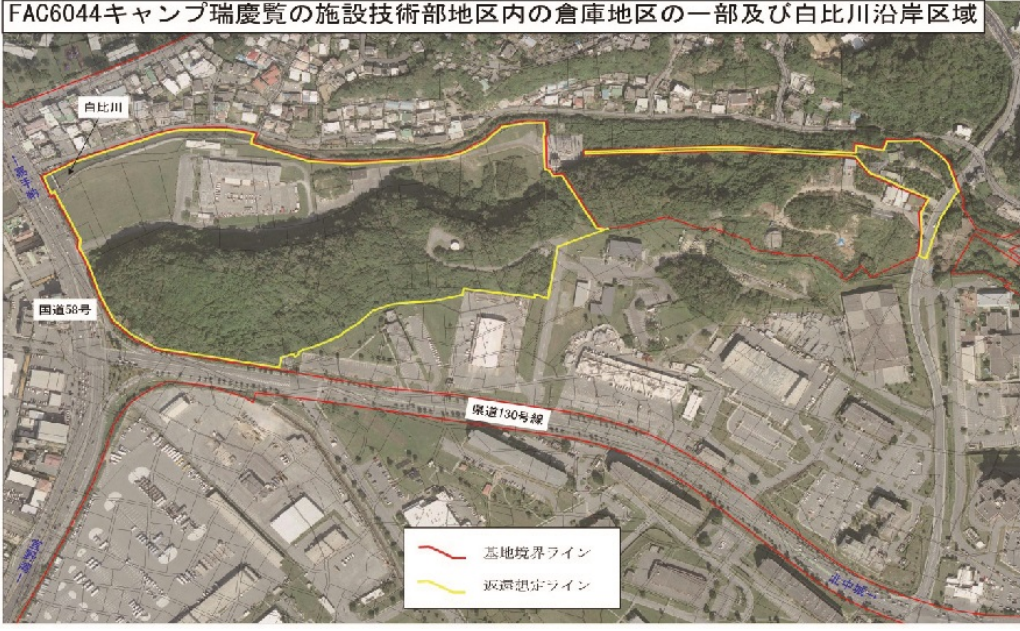 FAC6044キャンプ瑞慶覧の施設技術部地区内の倉庫地区の一部及び白比川沿岸区域
白比川
国道58号
県道130号線
基地境界ライン
返還想定ライン